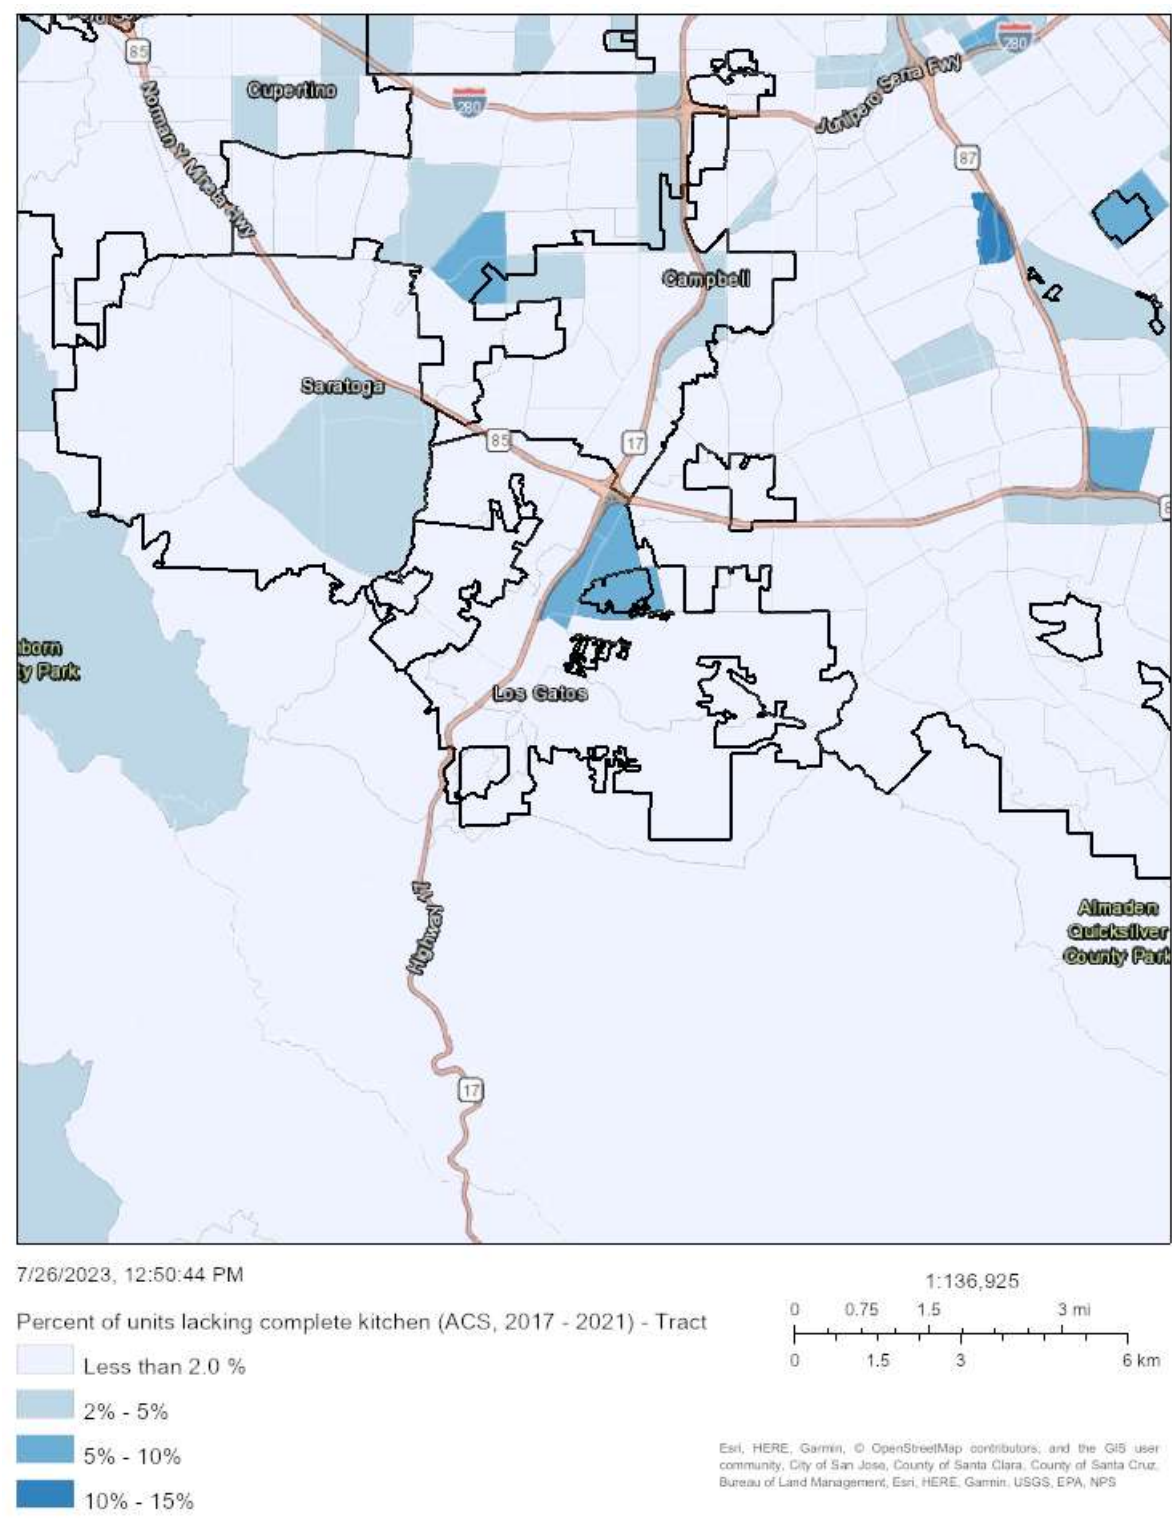 85
280
Cupertino
280
Norman Y Mineta Hwy
Junipero Serra Fwy
87
Campbell
Saratoga
85
17
8
born
ty Park
Los Gatos
Almaden
Quicksilver
County Park
Highway 17
17
7/26/2023, 12:50:44 PM
1:136,925
0 0.75 1.5 3 mi
Percent of units lacking complete kitchen (ACS, 2017 - 2021) - Tract
0 1.5 3 6 km
Less than 2.0 %
2% - 5%
5% - 10%
10% - 15%
Esri, HERE, Garmin, © OpenStreetMap contributors, and the GIS user
community, City of San Jose, County of Santa Clara, County of Santa Cruz,
Bureau of Land Management, Esri, HERE, Garmin, USGS, EPA, NPS